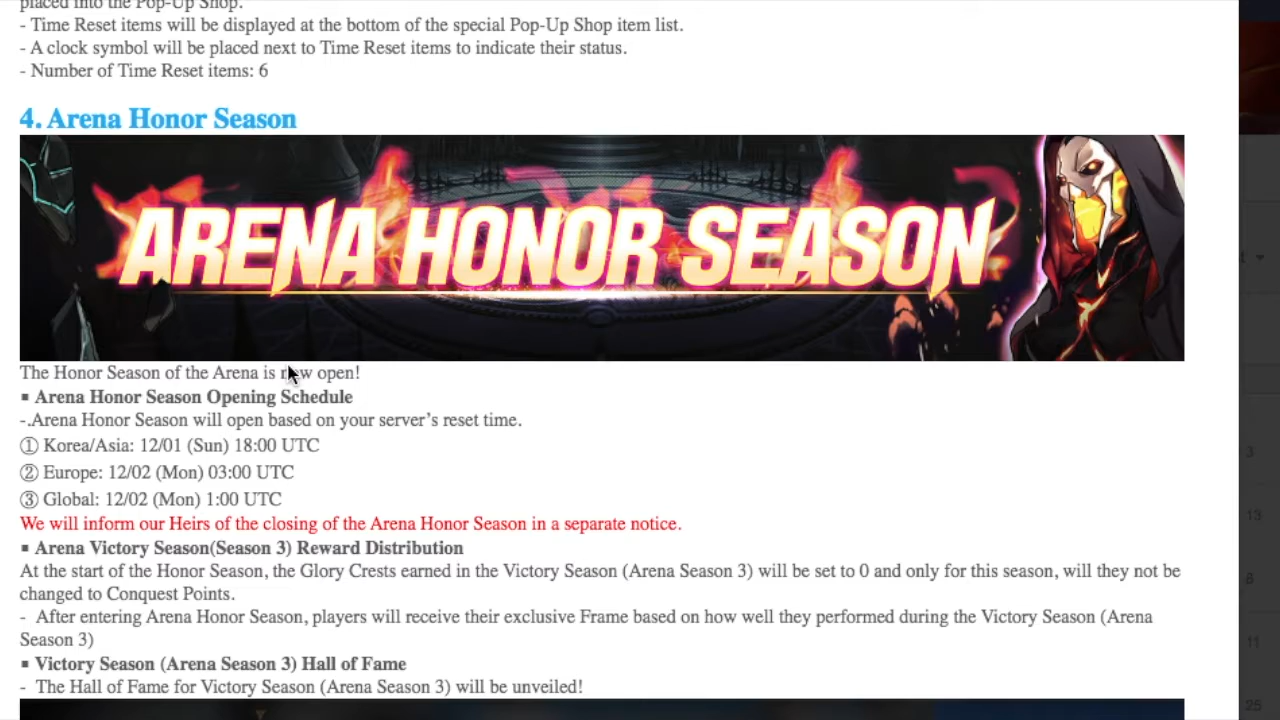 placed into the Pop-Up Shop.
- Time Reset items will be displayed at the bottom of the special Pop-Up Shop item list.
- A clock symbol will be placed next to Time Reset items to indicate their status.
- Number of Time Reset items: 6
4. Arena Honor Season
ARENA HONOR SEASON
The Honor Season of the Arena is now open!
▪ Arena Honor Season Opening Schedule
-.Arena Honor Season will open based on your server’s reset time.
① Korea/Asia: 12/01 (Sun) 18:00 UTC
② Europe: 12/02 (Mon) 03:00 UTC
③ Global: 12/02 (Mon) 1:00 UTC
We will inform our Heirs of the closing of the Arena Honor Season in a separate notice.
▪ Arena Victory Season(Season 3) Reward Distribution
At the start of the Honor Season, the Glory Crests earned in the Victory Season (Arena Season 3) will be set to 0 and only for this season, will they not be
changed to Conquest Points.
- After entering Arena Honor Season, players will receive their exclusive Frame based on how well they performed during the Victory Season (Arena
Season 3)
▪ Victory Season (Arena Season 3) Hall of Fame
- The Hall of Fame for Victory Season (Arena Season 3) will be unveiled!
3
13
8
11
25